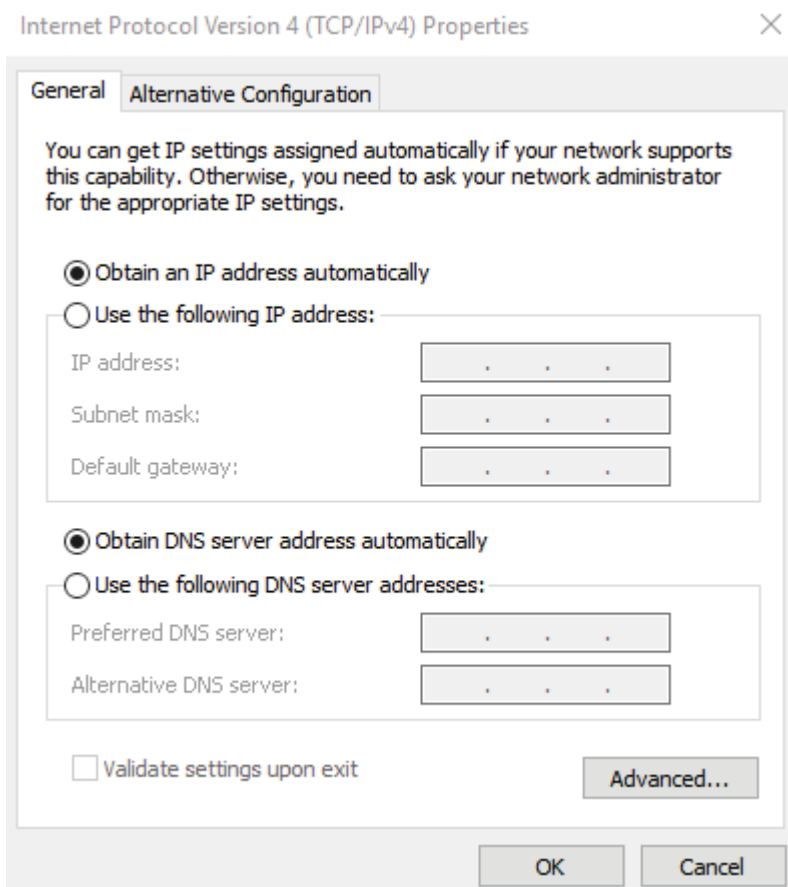 Internet Protocol Version 4 (TCP/IPv4) Properties
General
Alternative Configuration
You can get IP settings assigned automatically if your network supports
this capability. Otherwise, you need to ask your network administrator
for the appropriate IP settings.
Obtain an IP address automatically
Use the following IP address:
IP address:
. . .
Subnet mask:
. . .
Default gateway:
. . .
Obtain DNS server address automatically
Use the following DNS server addresses:
Preferred DNS server:
. . .
Alternative DNS server:
. . .
Validate settings upon exit
Advanced...
OK
Cancel